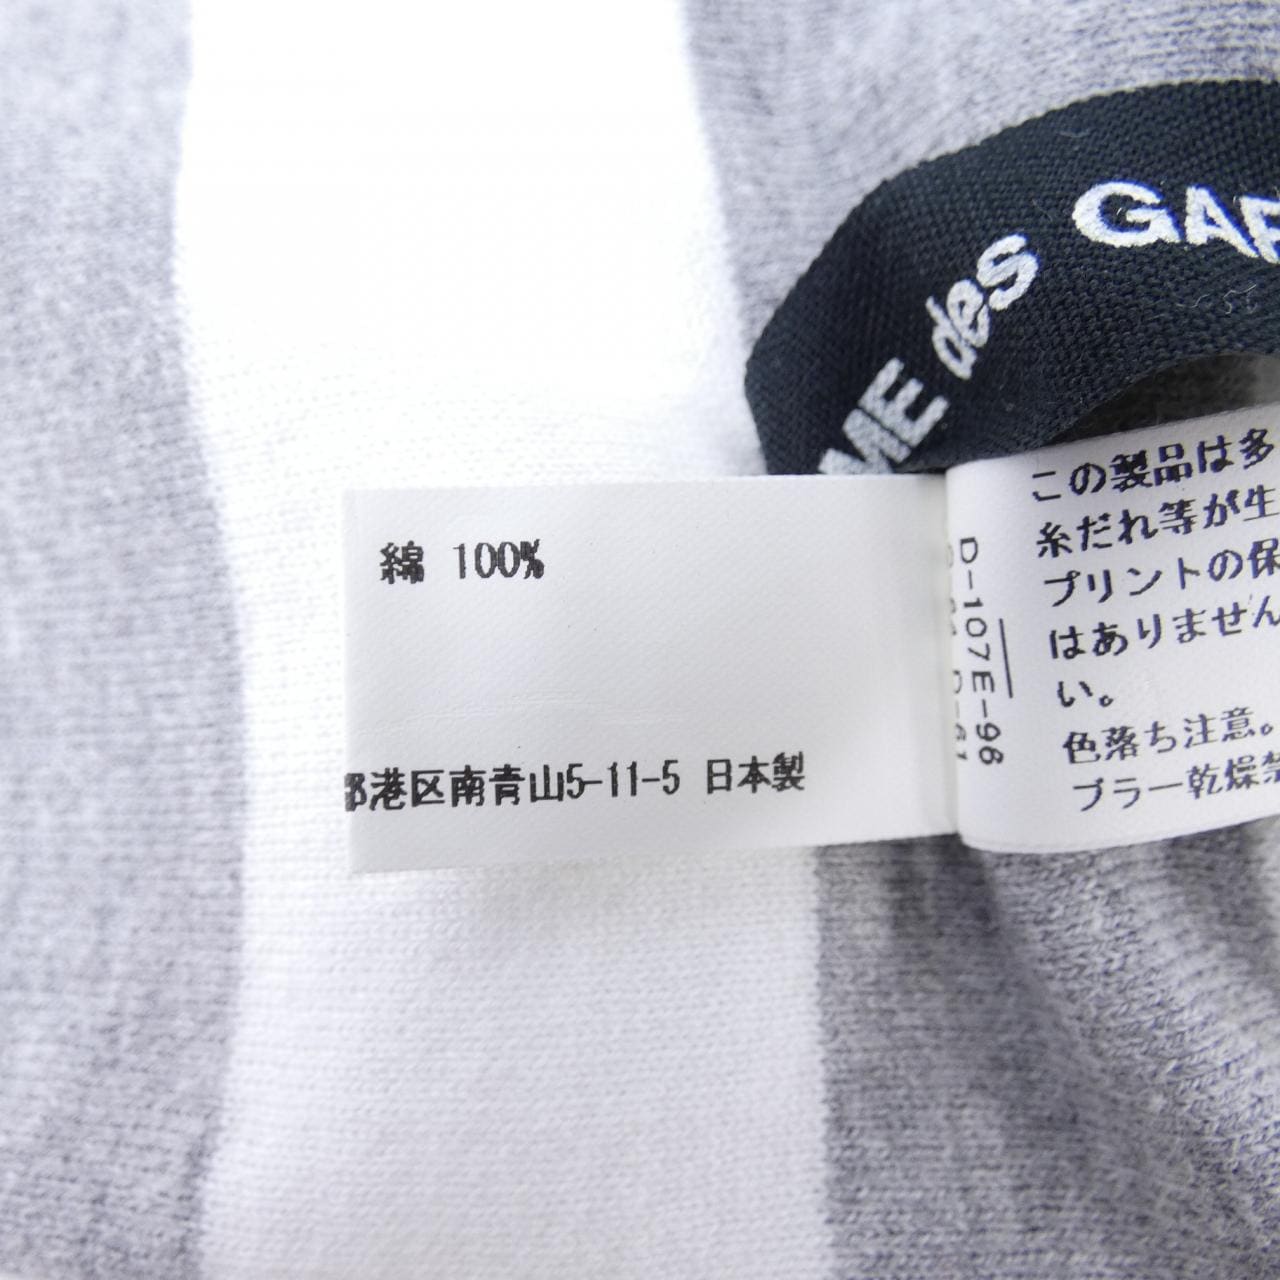 ME des GAR
綿 100%
都港区南青山5-11-5 日本製
この製品は多
糸だれ等が生
プリントの保
はありません
い。
色落ち注意。
ブラー乾燥禁
D-107E-96